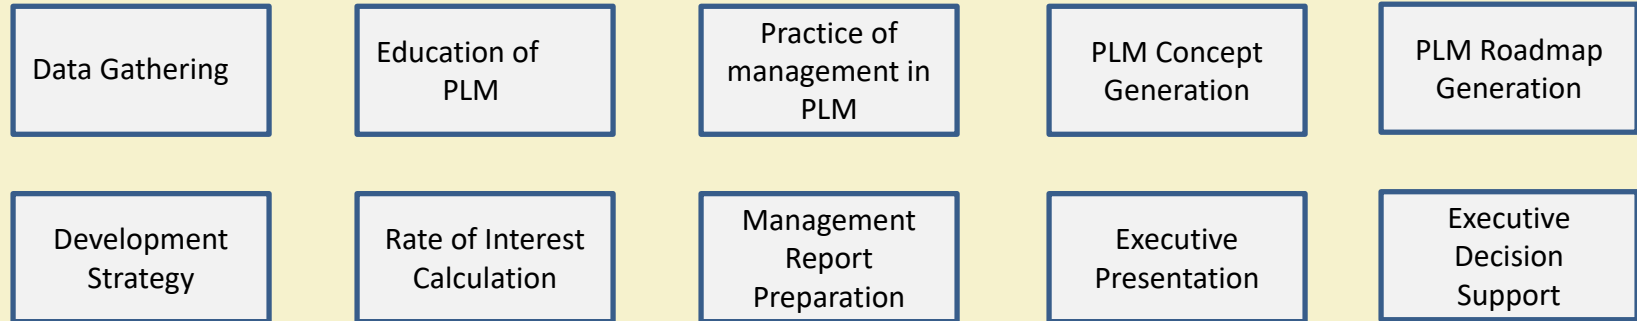 Data Gathering
Education of
PLM
Practice of
management in
PLM
PLM Concept
Generation
PLM Roadmap
Generation
Development
Strategy
Rate of Interest
Calculation
Management
Report
Preparation
Executive
Presentation
Executive
Decision
Support